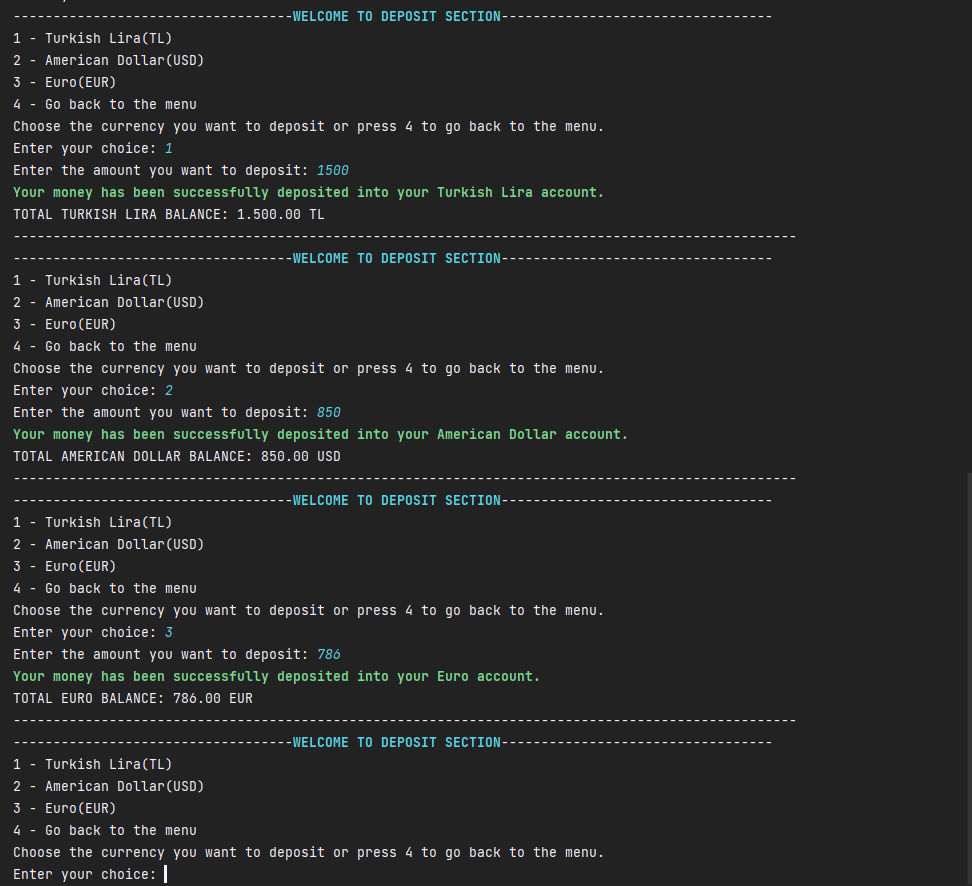 -----------------------------------WELCOME TO DEPOSIT SECTION----------------------------------
1 - Turkish Lira(TL)
2 - American Dollar(USD)
3 - Euro(EUR)
4 - Go back to the menu
Choose the currency you want to deposit or press 4 to go back to the menu.
Enter your choice: 1
Enter the amount you want to deposit: 1500
Your money has been successfully deposited into your Turkish Lira account.
TOTAL TURKISH LIRA BALANCE: 1.500.00 TL
--------------------------------------------------------------------------------------------------
-----------------------------------WELCOME TO DEPOSIT SECTION----------------------------------
1 - Turkish Lira(TL)
2 - American Dollar(USD)
3 - Euro(EUR)
4 - Go back to the menu
Choose the currency you want to deposit or press 4 to go back to the menu.
Enter your choice: 2
Enter the amount you want to deposit: 850
Your money has been successfully deposited into your American Dollar account.
TOTAL AMERICAN DOLLAR BALANCE: 850.00 USD
--------------------------------------------------------------------------------------------------
-----------------------------------WELCOME TO DEPOSIT SECTION----------------------------------
1 - Turkish Lira(TL)
2 - American Dollar(USD)
3 - Euro(EUR)
4 - Go back to the menu
Choose the currency you want to deposit or press 4 to go back to the menu.
Enter your choice: 3
Enter the amount you want to deposit: 786
Your money has been successfully deposited into your Euro account.
TOTAL EURO BALANCE: 786.00 EUR
--------------------------------------------------------------------------------------------------
-----------------------------------WELCOME TO DEPOSIT SECTION----------------------------------
1 - Turkish Lira(TL)
2 - American Dollar(USD)
3 - Euro(EUR)
4 - Go back to the menu
Choose the currency you want to deposit or press 4 to go back to the menu.
Enter your choice: